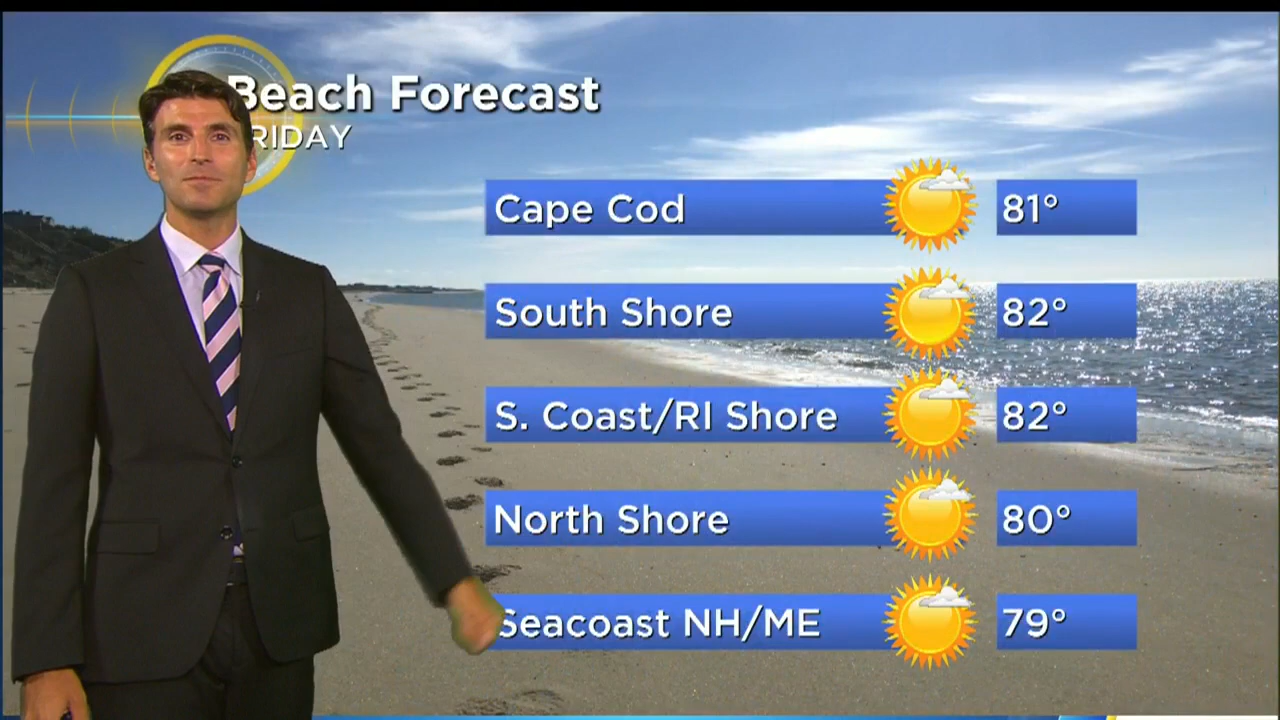 Beach Forecast
FRIDAY
Cape Cod 81°
South Shore 82°
S. Coast/RI Shore 82°
North Shore 80°
Seacoast NH/ME 79°